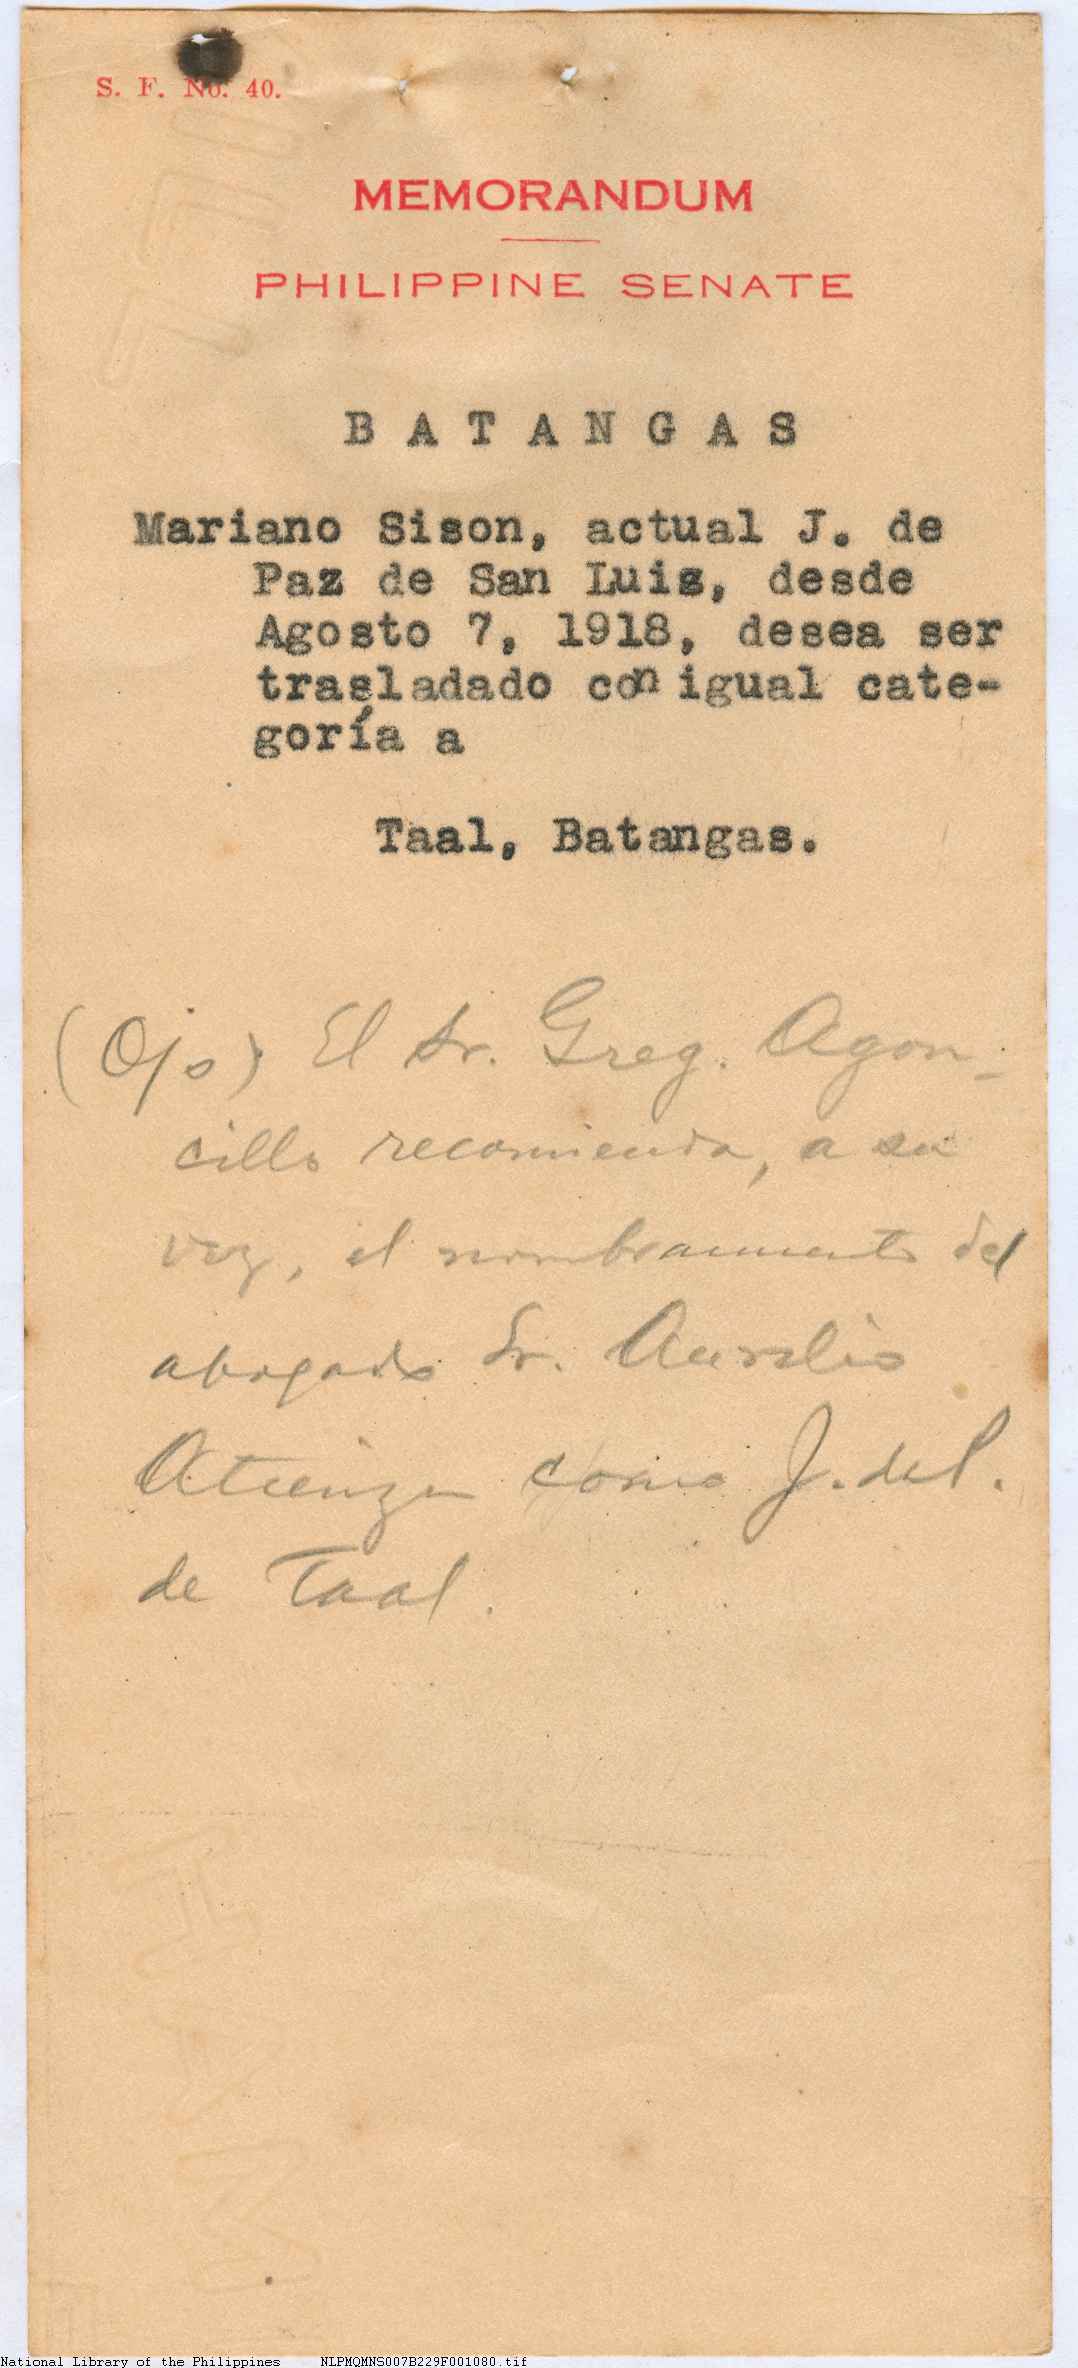 S. F. No. 40.
MEMORANDUM
PHILIPPINE SENATE
B A T A N G A S
Mariano Sison, actual J. de
Paz de San Luis, desde
Agosto 7, 1918, desea ser
trasladado con igual cate-
goría a
Taal, Batangas.
(Ojo) El Sr. Greg. Agon-
cillo recomienda, a su
vez, el nombramiento del
abogado Sr. Aurelio
Atienza como J. del P.
de Taal.
National Library of the Philippines NLPMQMNS007B229F001080.tif